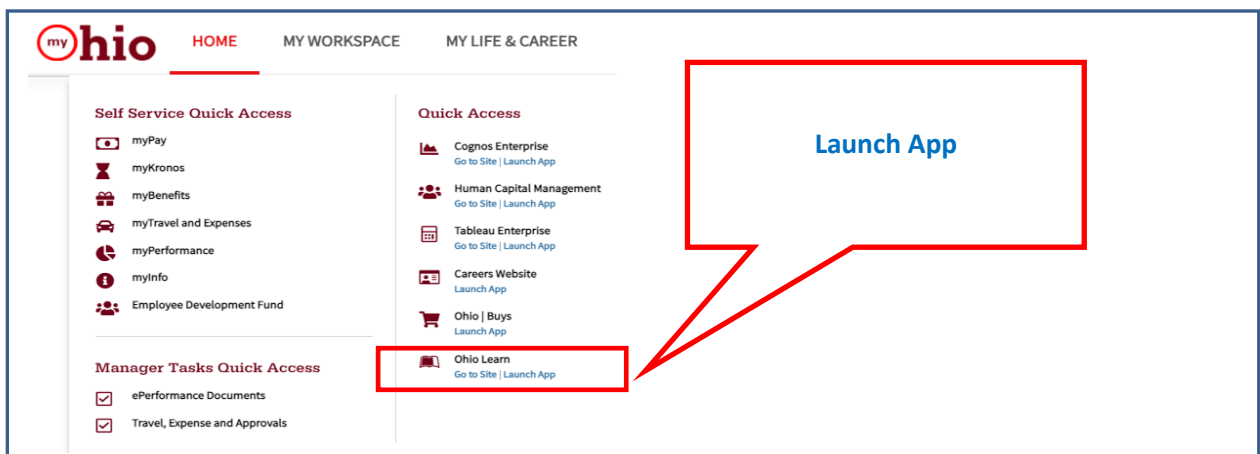 my hio HOME MY WORKSPACE MY LIFE & CAREER
Self Service Quick Access
myPay
myKronos
myBenefits
myTravel and Expenses
myPerformance
myInfo
Employee Development Fund
Manager Tasks Quick Access
ePerformance Documents
Travel, Expense and Approvals
Quick Access
Cognos Enterprise
Go to Site | Launch App
Human Capital Management
Go to Site | Launch App
Tableau Enterprise
Go to Site | Launch App
Careers Website
Launch App
Ohio | Buys
Launch App
Ohio Learn
Go to Site | Launch App
Launch App